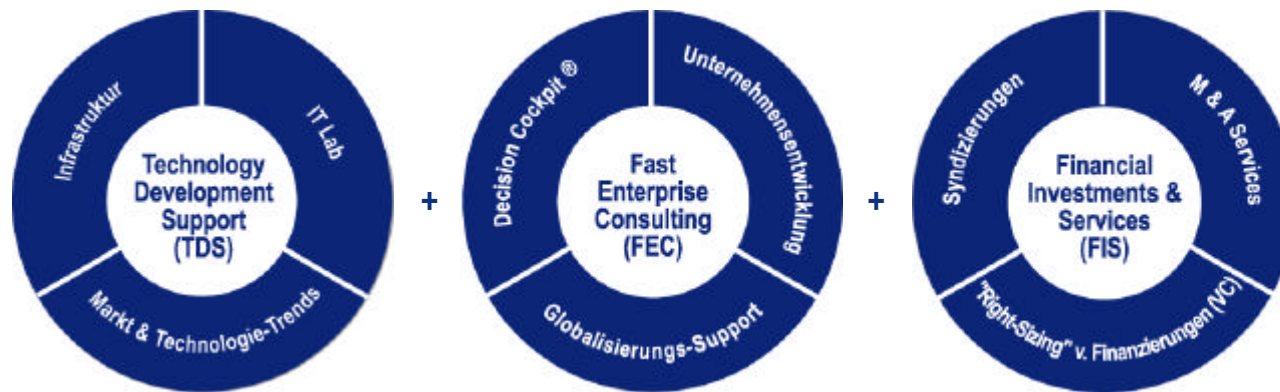 Infrastruktur
IT Lab
Technology
Development
Support
(TDS)
Markt & Technologie-Trends
+
Decision Cockpit ®
Unternehmensentwicklung
Fast
Enterprise
Consulting
(FEC)
Globalisierungs-Support
+
Syndizierungen
M & A Services
Financial
Investments &
Services
(FIS)
"Right-Sizing" v. Finanzierungen (VC)